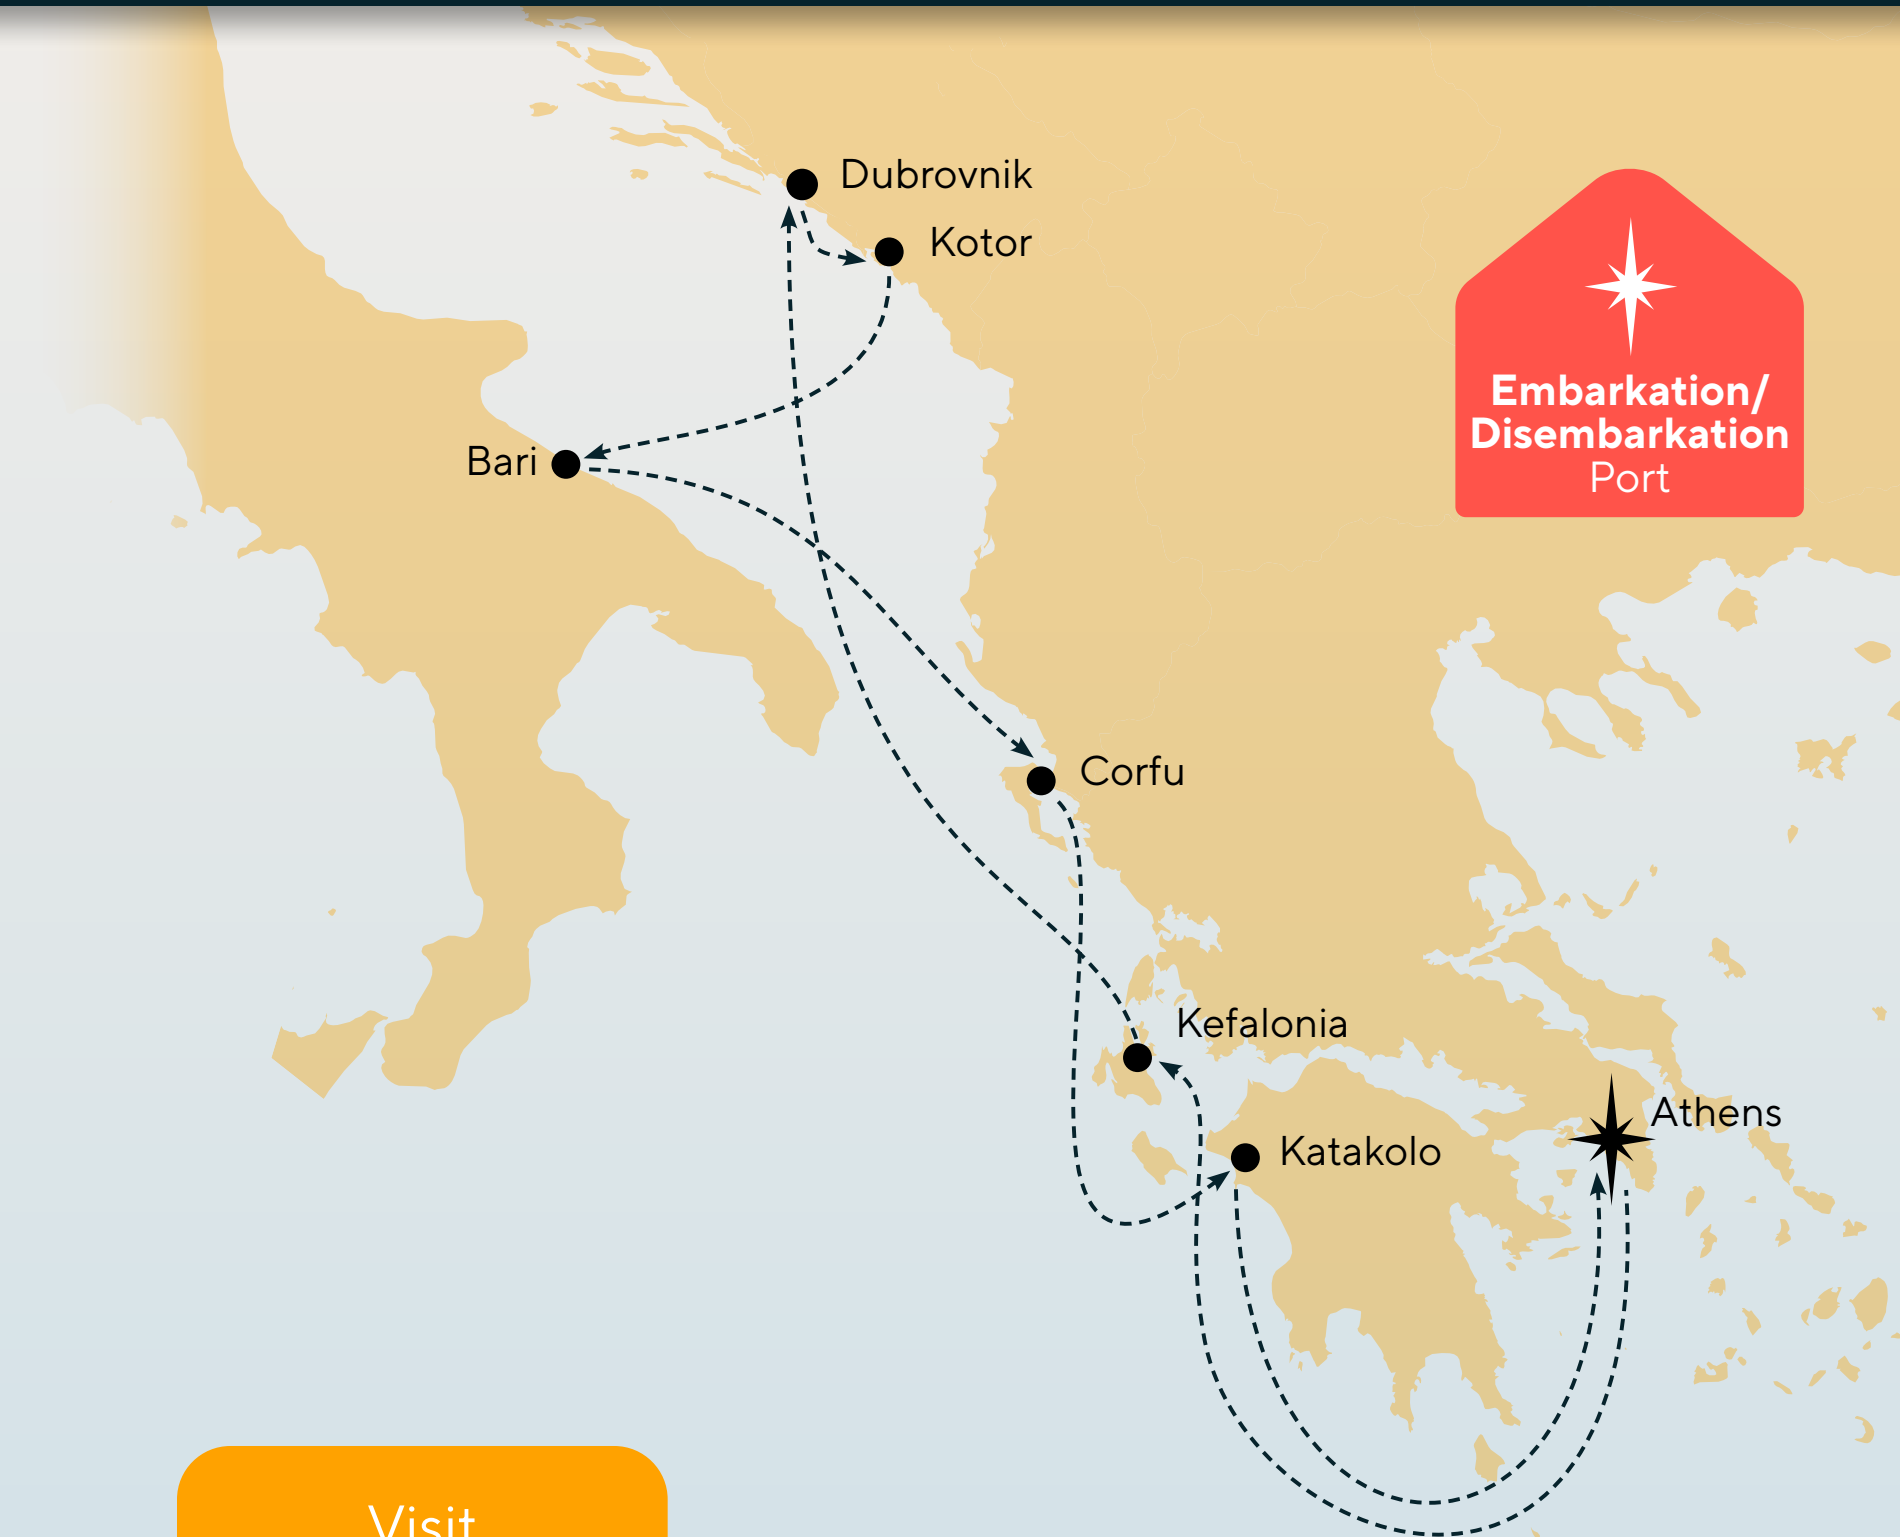 Dubrovnik
Kotor
Embarkation/
Disembarkation
Port
Bari
Corfu
Kefalonia
Athens
Katakolo
Visit